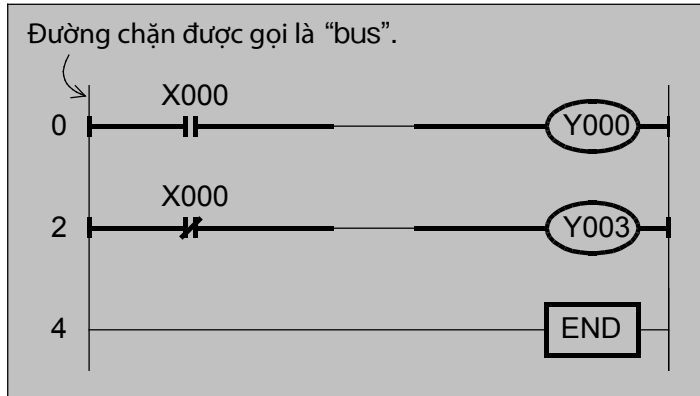 Đường chặn được gọi là “bus”.
X000
0 Y000
X000
2 Y003
4 END